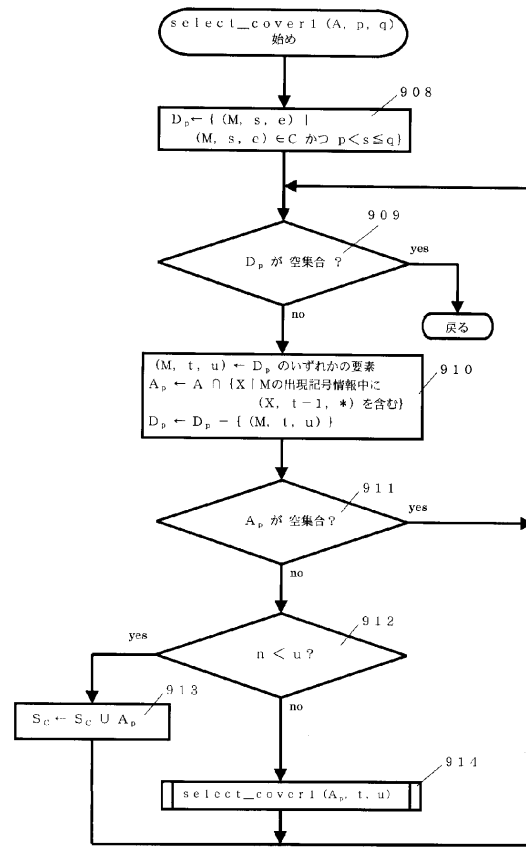 select_cover1 (A, p, q)
始め
908
Dp←{ (M, s, e) |
(M, s, c) ∈C かつ p<s≦q}
909
Dp が 空集合 ?
yes
no
戻る
(M, t, u) ← Dp のいずれかの要素
Ap ← A ∩ {X | Mの出現記号情報中に
(X, t−1, *) を含む}
Dp ← Dp − { (M, t, u) }
910
911
Ap が 空集合?
yes
no
912
yes
n < u?
913
no
Sc ← Sc ∪ Ap
914
select_cover1 (Ap, t, u)